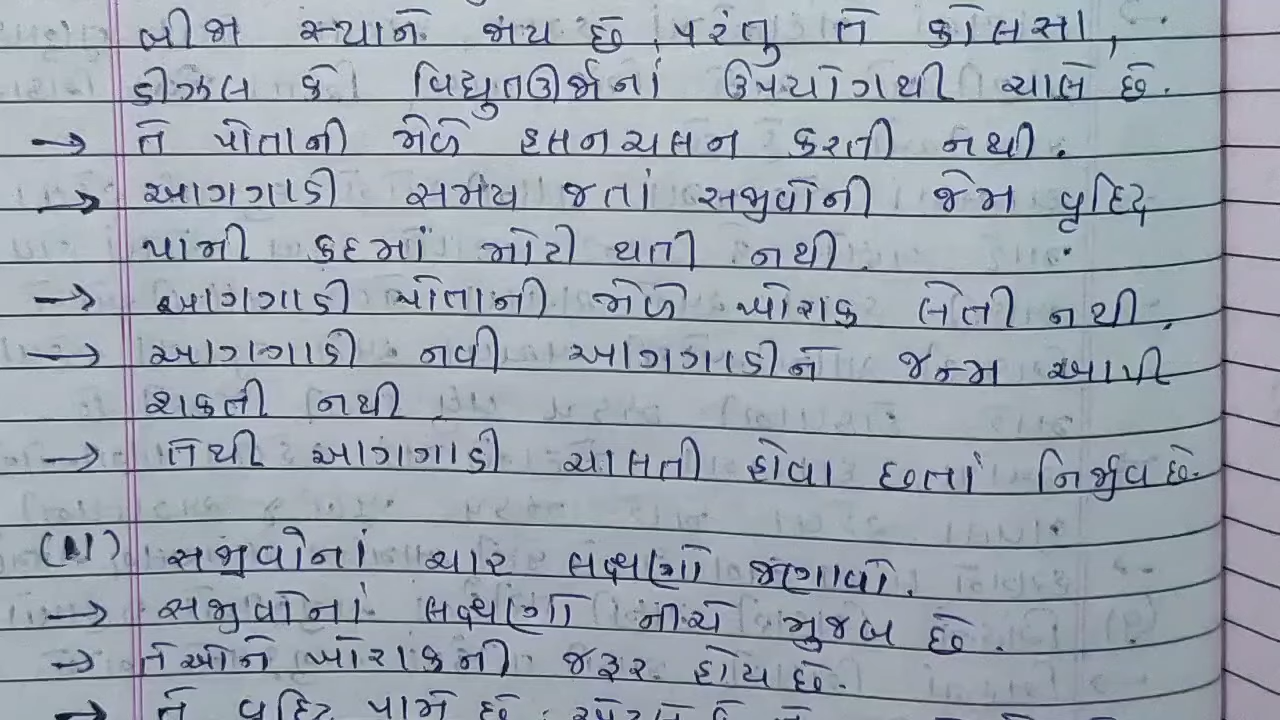 બીજા સ્થાને જાય છે પરંતુ તે કોલસા,
ડીઝલ કે વિદ્યુતઊર્જાનાં ઉપયોગથી ચાલે છે.
→ તે પોતાની મેળે હલનચલન કરતી નથી.
→ આગગાડી સમય જતાં સજીવોની જેમ વૃદ્ધિ
પામી કદમાં મોટી થતી નથી.
→ આગગાડી પોતાની મેળે ખોરાક લેતી નથી.
→ આગગાડી નવી આગગાડીને જન્મ આપી
શકતી નથી
→ તેથી આગગાડી ચાલતી હોવા છતાં નિર્જીવ છે.
(11) સજીવોનાં ચાર લક્ષણો જણાવો.
→ સજીવોનાં લક્ષણો નીચે મુજબ છે.
→ તેઓને ખોરાકની જરૂર હોય છે.
→ તે વૃદ્ધિ પામે છે.